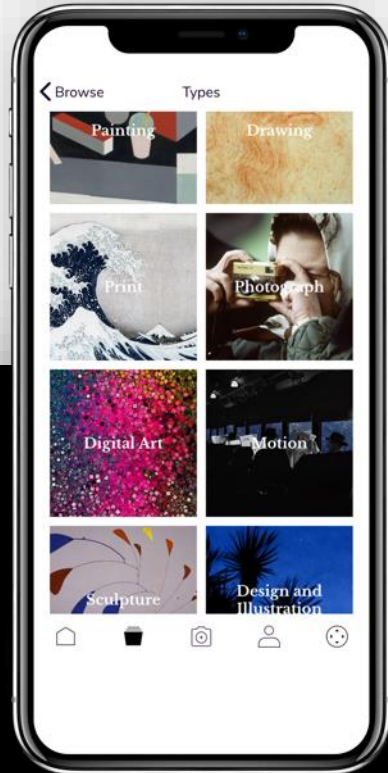 Browse
Types
Painting
Drawing
Print
Photograph
Digital Art
Motion
Sculpture
Design and
Illustration